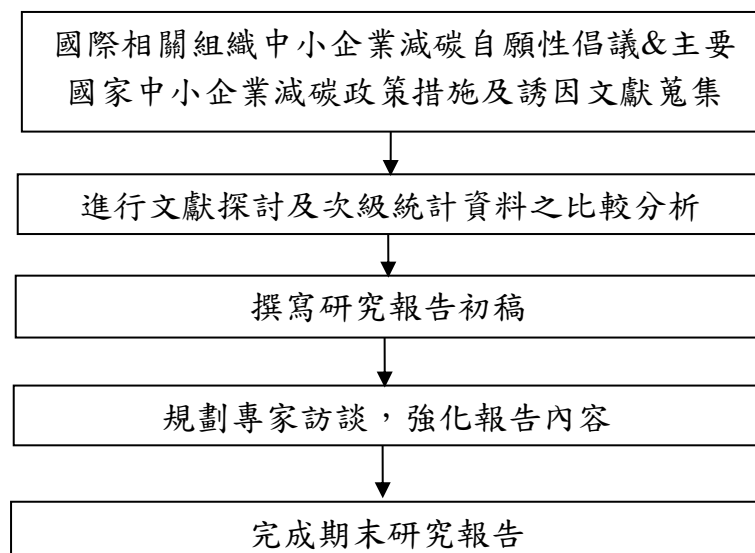 國際相關組織中小企業減碳自願性倡議&主要
國家中小企業減碳政策措施及誘因文獻蒐集
進行文獻探討及次級統計資料之比較分析
撰寫研究報告初稿
規劃專家訪談，強化報告內容
完成期末研究報告